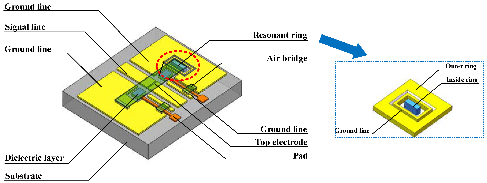 Ground line
Signal line
Ground line
Resonant ring
Air bridge
Ground line
Top electrode
Pad
Dielectric layer
Substrate
Outer ring
Inside ring
Ground line